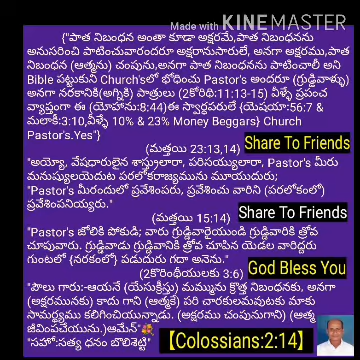 Made with KINEMASTER
{"పాత నిబంధన అంతా కూడా అక్షరమే,పాత నిబంధనను
అనుసరించి పాటించువారందరూ అక్షరానుసారులే, అనగా అక్షరము,పాత
నిబంధన (ఆత్మను) చంపును,అనగా పాత నిబంధనను పాటించాలీ అని
Bible పట్టుకుని Church'sలో భోధించు Pastor's అందరూ (గ్రుడ్డివాళ్ళు)
అనగా నరకానికి(అగ్నికి) పాత్రులు (2కొరిది:11:13-15) వీళ్ళే ప్రపంచ
వ్యాప్తంగా ఈ (యోహాను:8:44)ఈ స్వార్ధపరులే {యెషయా:56:7 &
మలాకీ:3:10,వీళ్ళే 10% & 23% Money Beggars} Church
Pastor's.Yes"}
Share To Friends
(మత్తయి 23:13,14)
"అయ్యో, వేషధారులైన శాస్త్రులారా, పరిసయ్యులారా, Pastor's మీరు
మనుష్యులయెదుట పరలోకరాజ్యమును మూయుదురు;
"Pastor's మీరందులో ప్రవేశింపరు, ప్రవేశించు వారిని (పరలోకంలో)
ప్రవేశింపనియ్యరు."
(మత్తయి 15:14)
Share To Friends
"Pastor's జోలికి పోకుడి; వారు గ్రుడ్డివారైయుండి గ్రుడ్డివారికి త్రోవ
చూపువారు. గ్రుడ్డివాడు గ్రుడ్డివానికి త్రోవ చూపిన యెడల వారిద్దరు
గుంటలో {నరకంలో} పడుదురు గదా అనెను."
(2కొరింథీయులకు 3:6)
God Bless You
"పౌలు గారు:-ఆయనే (యేసుక్రీస్తు) మమ్మును క్రొత్త నిబంధనకు, అనగా
(అక్షరమునకు) కాదు గాని (ఆత్మకే) పరి చారకులమవుటకు మాకు
సామర్థ్యము కలిగించియున్నాడు. (అక్షరము చంపునుగాని) (ఆత్మ
జీవింపచేయును.)ఆమేన్"
"సహో:సత్య ధనం బొలిశెట్టి"
【Colossians:2:14】